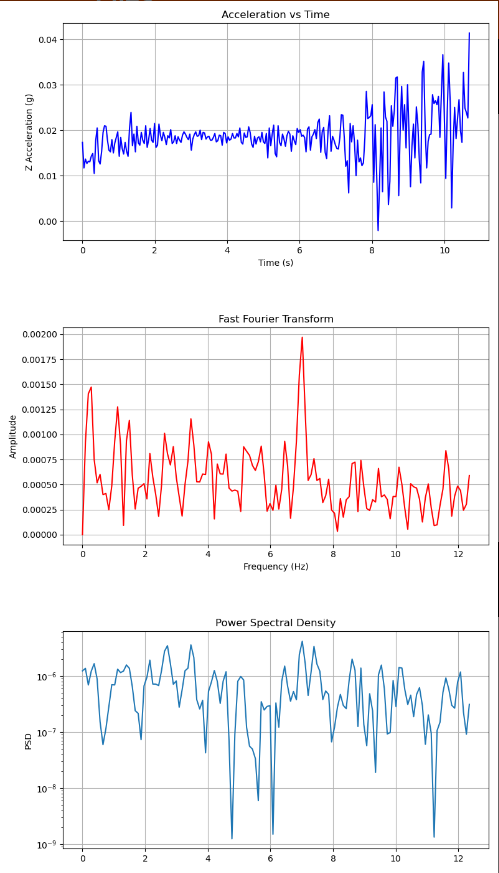 Acceleration vs Time
0.04
0.03
0.02
0.01
0.00
Z Acceleration (g)
0 2 4 6 8 10
Time (s)
Fast Fourier Transform
0.00200
0.00175
0.00150
0.00125
0.00100
0.00075
0.00050
0.00025
0.00000
Amplitude
0 2 4 6 8 10 12
Frequency (Hz)
Power Spectral Density
10⁻⁶
10⁻⁷
10⁻⁸
10⁻⁹
PSD
0 2 4 6 8 10 12